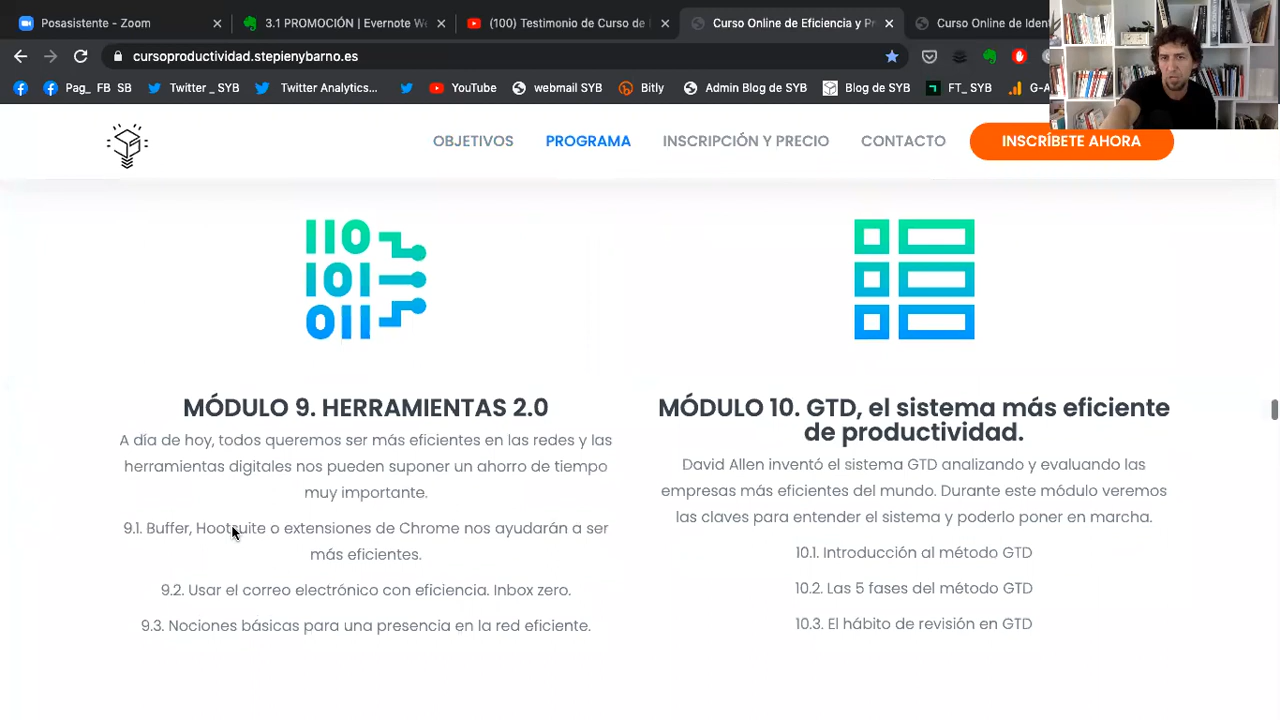 Posasistente - Zoom
3.1 PROMOCIÓN | Evernote We
(100) Testimonio de Curso de
Curso Online de Eficiencia y Pr
Curso Online de Iden
cursoproductividad.stepienybarno.es
Pag_ FB SB
Twitter _ SYB
Twitter Analytics...
YouTube
webmail SYB
Bitly
Admin Blog de SYB
Blog de SYB
FT_ SYB
G-A
OBJETIVOS
PROGRAMA
INSCRIPCIÓN Y PRECIO
CONTACTO
INSCRÍBETE AHORA
110
101
011
MÓDULO 9. HERRAMIENTAS 2.0
A día de hoy, todos queremos ser más eficientes en las redes y las
herramientas digitales nos pueden suponer un ahorro de tiempo
muy importante.
9.1. Buffer, Hootsuite o extensiones de Chrome nos ayudarán a ser
más eficientes.
9.2. Usar el correo electrónico con eficiencia. Inbox zero.
9.3. Nociones básicas para una presencia en la red eficiente.
MÓDULO 10. GTD, el sistema más eficiente
de productividad.
David Allen inventó el sistema GTD analizando y evaluando las
empresas más eficientes del mundo. Durante este módulo veremos
las claves para entender el sistema y poderlo poner en marcha.
10.1. Introducción al método GTD
10.2. Las 5 fases del método GTD
10.3. El hábito de revisión en GTD